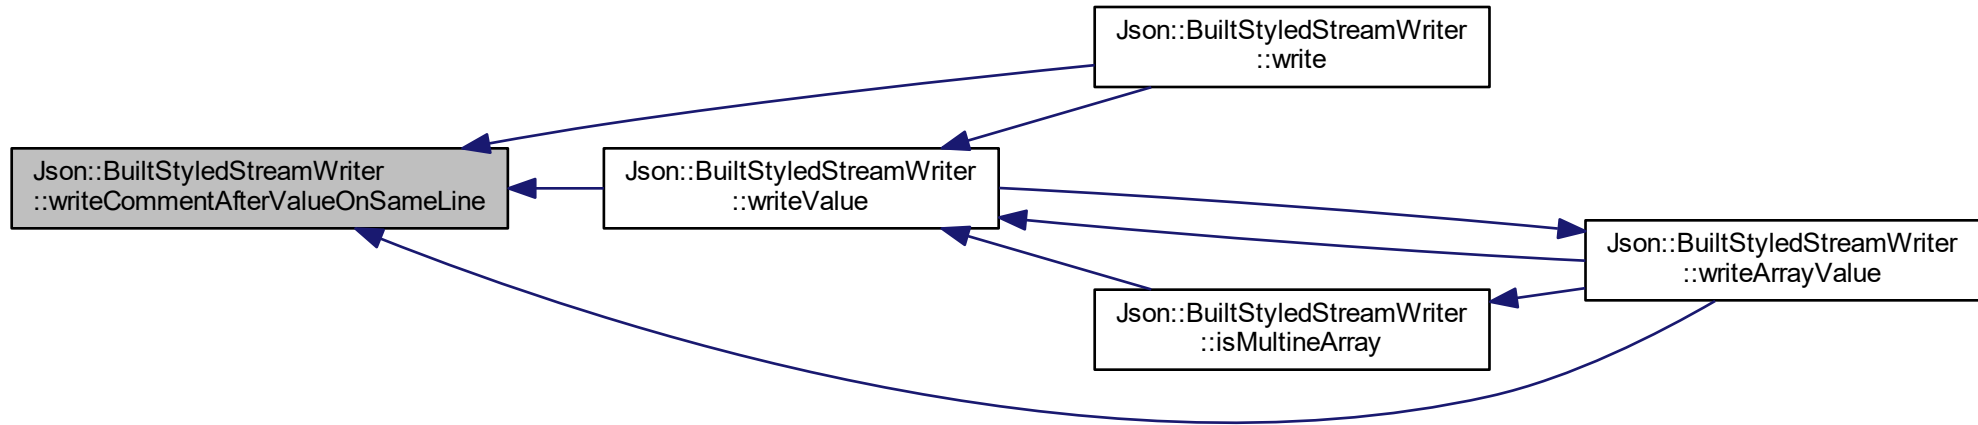 Json::BuiltStyledStreamWriter
::write
Json::BuiltStyledStreamWriter
::writeCommentAfterValueOnSameLine
Json::BuiltStyledStreamWriter
::writeValue
Json::BuiltStyledStreamWriter
::writeArrayValue
Json::BuiltStyledStreamWriter
::isMultineArray